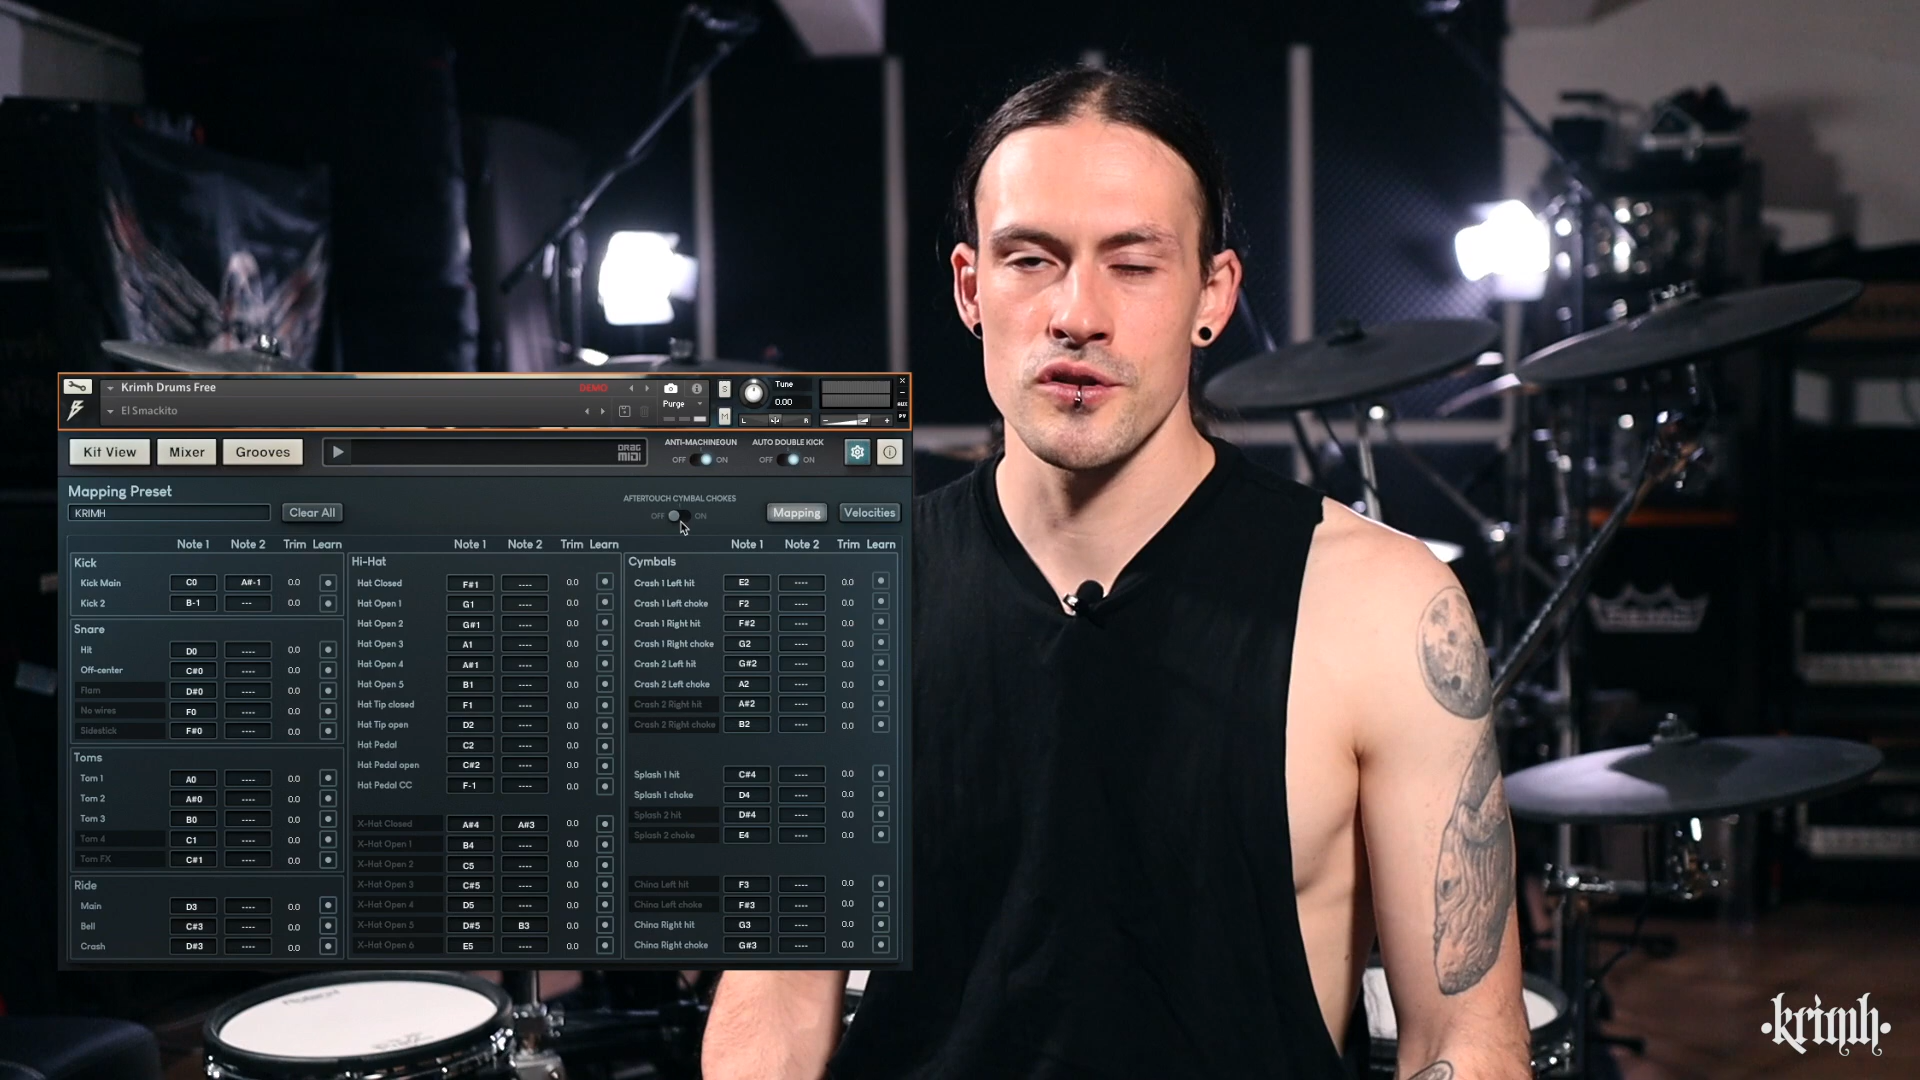 Krimh Drums Free
DEMO
El Smackito
Purge
S
M
Tune
0.00
L R
- +
AUX
PV
Kit View Mixer Grooves
DRAG MIDI
ANTI-MACHINEGUN
OFF ON
AUTO DOUBLE KICK
OFF ON
Mapping Preset
KRIMH Clear All
AFTERTOUCH CYMBAL CHOKES
OFF ON
Mapping Velocities
Note 1 Note 2 Trim Learn
Kick
Kick Main C0 A#-1 0.0
Kick 2 B-1 --- 0.0
Snare
Hit D0 ---- 0.0
Off-center C#0 ---- 0.0
Flam D#0 ---- 0.0
No wires F0 ---- 0.0
Sidestick F#0 ---- 0.0
Toms
Tom 1 A0 ---- 0.0
Tom 2 A#0 ---- 0.0
Tom 3 B0 ---- 0.0
Tom 4 C1 ---- 0.0
Tom FX C#1 ---- 0.0
Ride
Main D3 ---- 0.0
Bell C#3 ---- 0.0
Crash D#3 ---- 0.0
Note 1 Note 2 Trim Learn
Hi-Hat
Hat Closed F#1 ---- 0.0
Hat Open 1 G1 ---- 0.0
Hat Open 2 G#1 ---- 0.0
Hat Open 3 A1 ---- 0.0
Hat Open 4 A#1 ---- 0.0
Hat Open 5 B1 ---- 0.0
Hat Tip closed F1 ---- 0.0
Hat Tip open D2 ---- 0.0
Hat Pedal C2 ---- 0.0
Hat Pedal open C#2 ---- 0.0
Hat Pedal CC F-1 ---- 0.0
X-Hat Closed A#4 A#3 0.0
X-Hat Open 1 B4 ---- 0.0
X-Hat Open 2 C5 ---- 0.0
X-Hat Open 3 C#5 ---- 0.0
X-Hat Open 4 D5 ---- 0.0
X-Hat Open 5 D#5 B3 0.0
X-Hat Open 6 E5 ---- 0.0
Note 1 Note 2 Trim Learn
Cymbals
Crash 1 Left hit E2 ---- 0.0
Crash 1 Left choke F2 ---- 0.0
Crash 1 Right hit F#2 ---- 0.0
Crash 1 Right choke G2 ---- 0.0
Crash 2 Left hit G#2 ---- 0.0
Crash 2 Left choke A2 ---- 0.0
Crash 2 Right hit A#2 ---- 0.0
Crash 2 Right choke B2 ---- 0.0
Splash 1 hit C#4 ---- 0.0
Splash 1 choke D4 ---- 0.0
Splash 2 hit D#4 ---- 0.0
Splash 2 choke E4 ---- 0.0
China Left hit F3 ---- 0.0
China Left choke F#3 ---- 0.0
China Right hit G3 ---- 0.0
China Right choke G#3 ---- 0.0
REMO
·krimh·